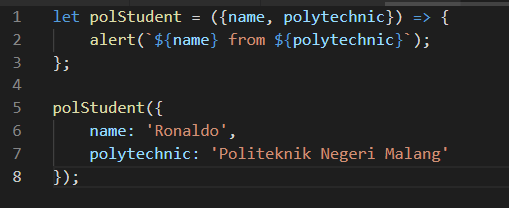 1 let polStudent = ({name, polytechnic}) => {
2     alert(`${name} from ${polytechnic}`);
3 };
4
5 polStudent({
6     name: 'Ronaldo',
7     polytechnic: 'Politeknik Negeri Malang'
8 });